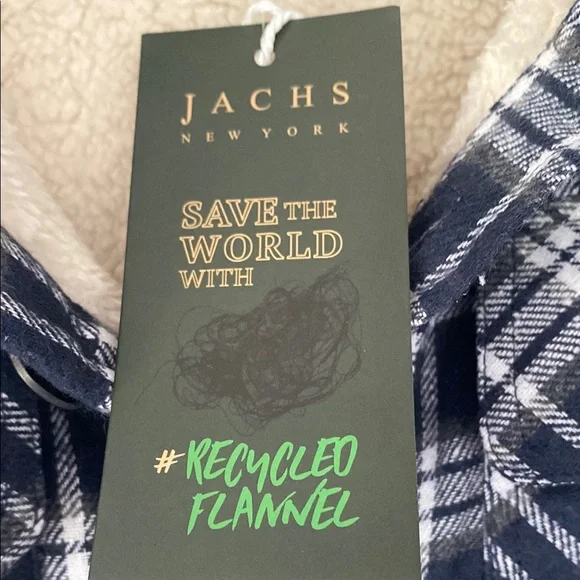 JACHS
NEW YORK
SAVE THE
WORLD
WITH
#RECYCLED
FLANNEL